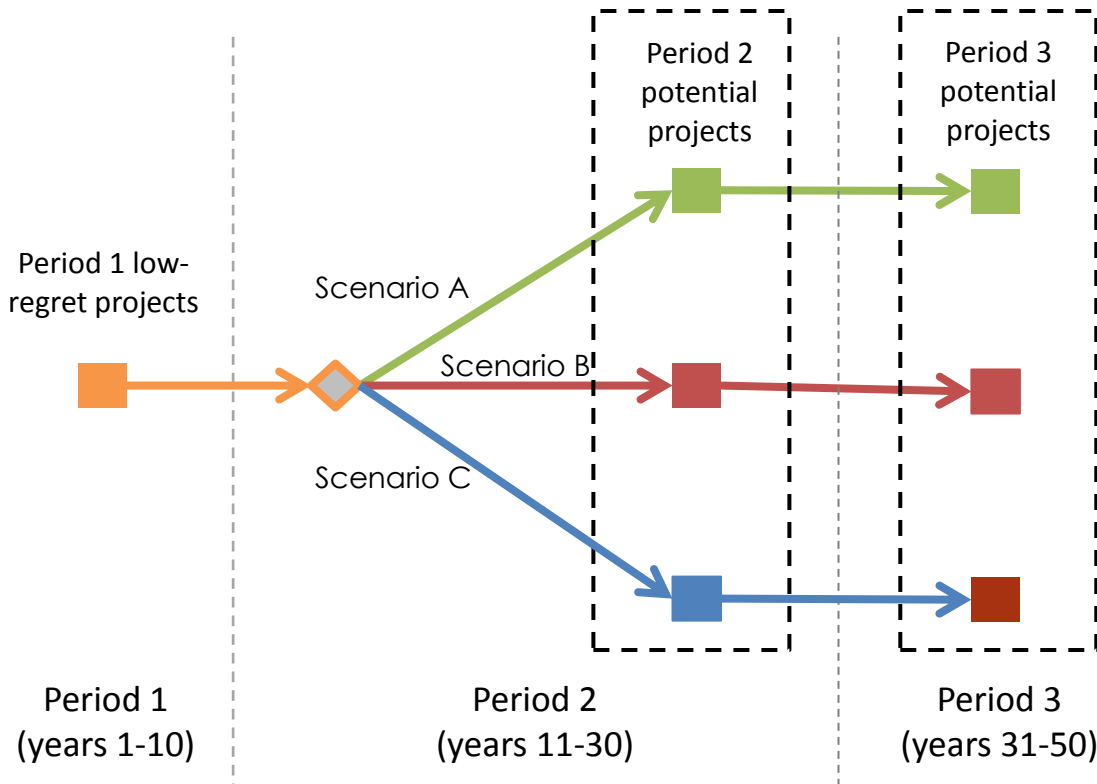 Period 2
potential
projects
Period 3
potential
projects
Period 1 low-
regret projects
Scenario A
Scenario B
Scenario C
Period 1
(years 1-10)
Period 2
(years 11-30)
Period 3
(years 31-50)